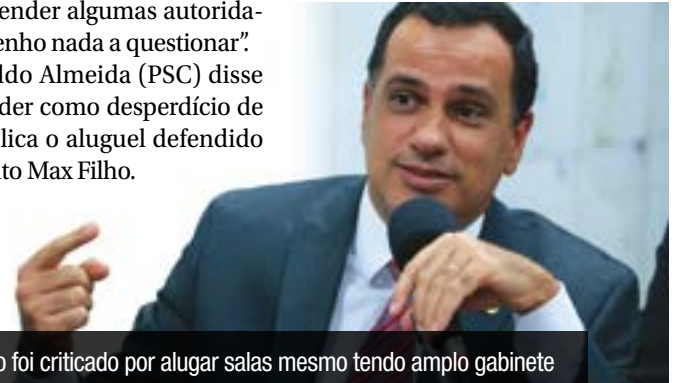 ender algumas autorida-
enho nada a questionar”.
ldo Almeida (PSC) disse
der como desperdício de
lica o aluguel defendido
ito Max Filho.
o foi criticado por alugar salas mesmo tendo amplo gabinete